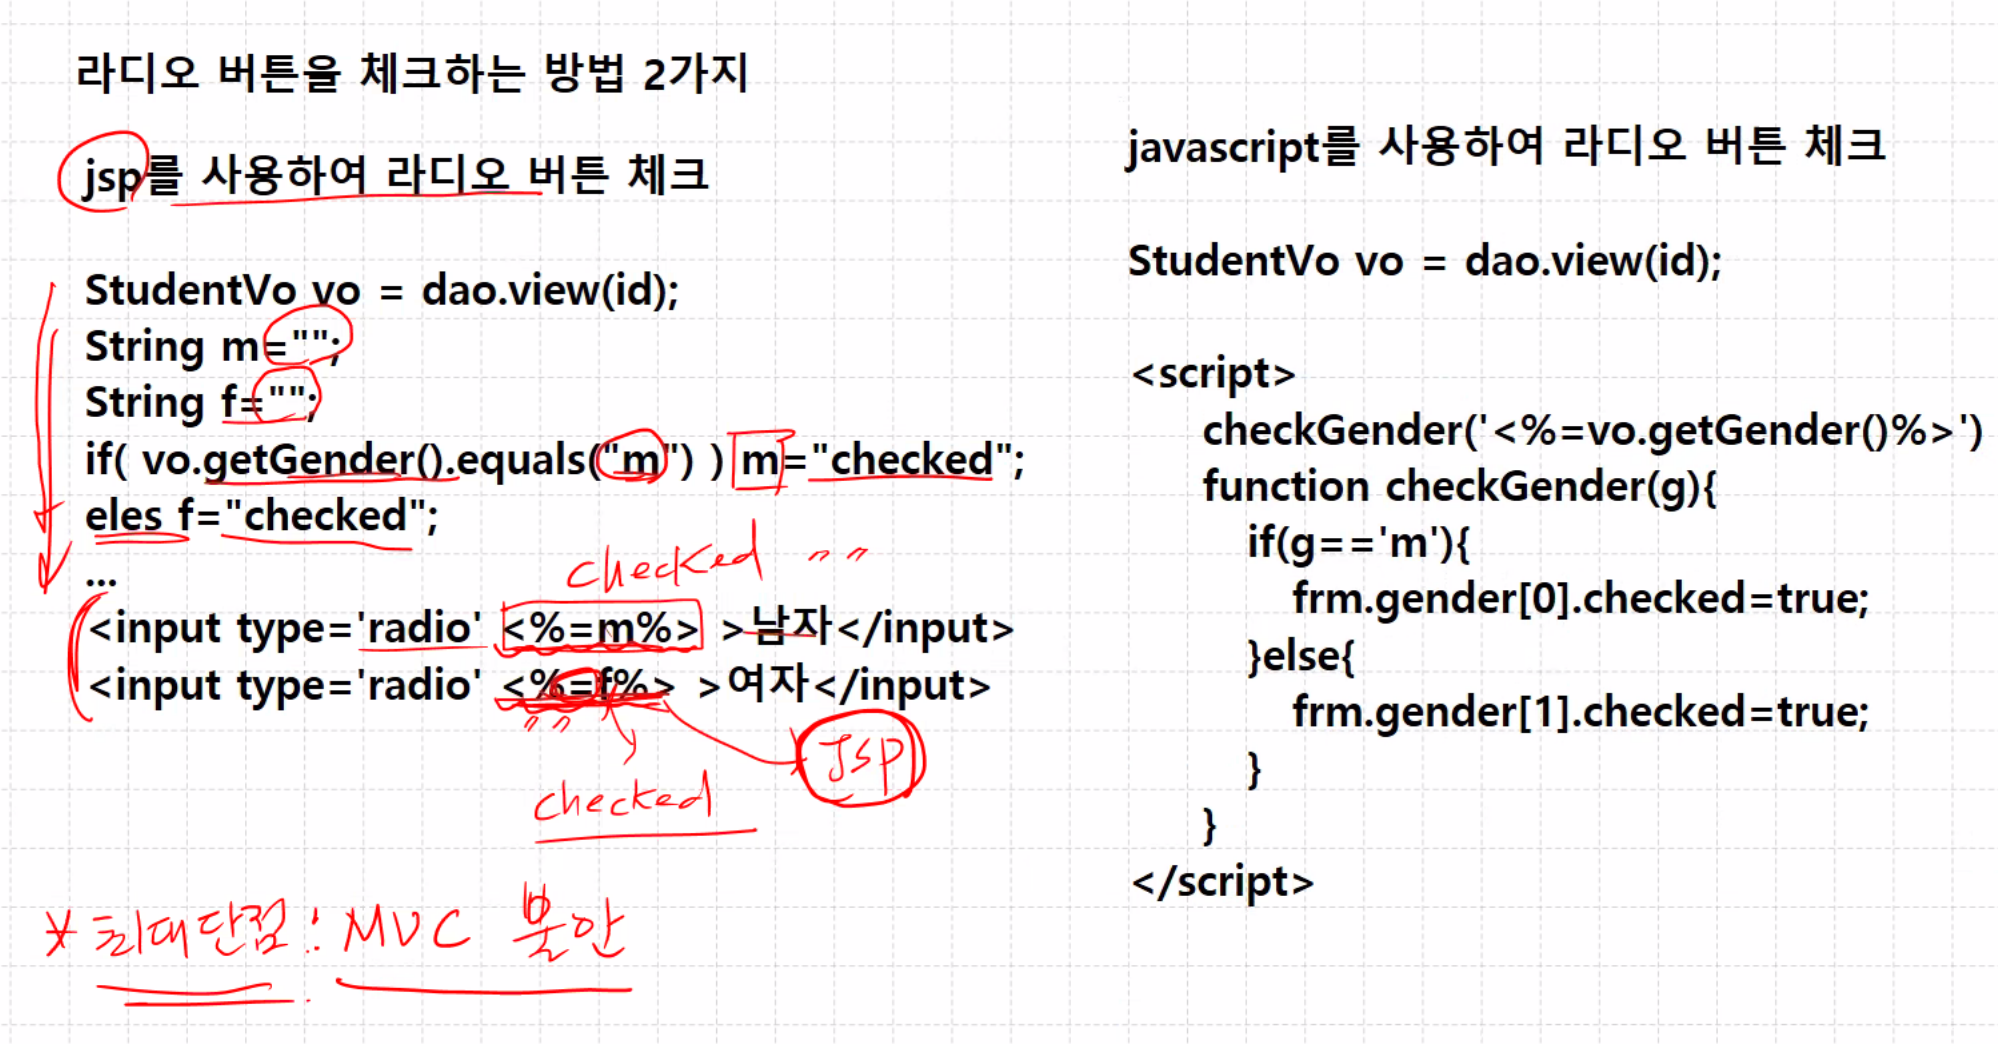 라디오 버튼을 체크하는 방법 2가지
jsp를 사용하여 라디오 버튼 체크
StudentVo vo = dao.view(id);
String m="";
String f="";
if( vo.getGender().equals("m") ) m="checked";
eles f="checked";
...
checked " "
<input type='radio' <%=m%> >남자</input>
<input type='radio' <%=f%> >여자</input>
" "
JSP
checked
* 최대단점: MVC 불안
javascript를 사용하여 라디오 버튼 체크
StudentVo vo = dao.view(id);
<script>
checkGender('<%=vo.getGender()%>')
function checkGender(g){
if(g=='m'){
frm.gender[0].checked=true;
}else{
frm.gender[1].checked=true;
}
}
</script>